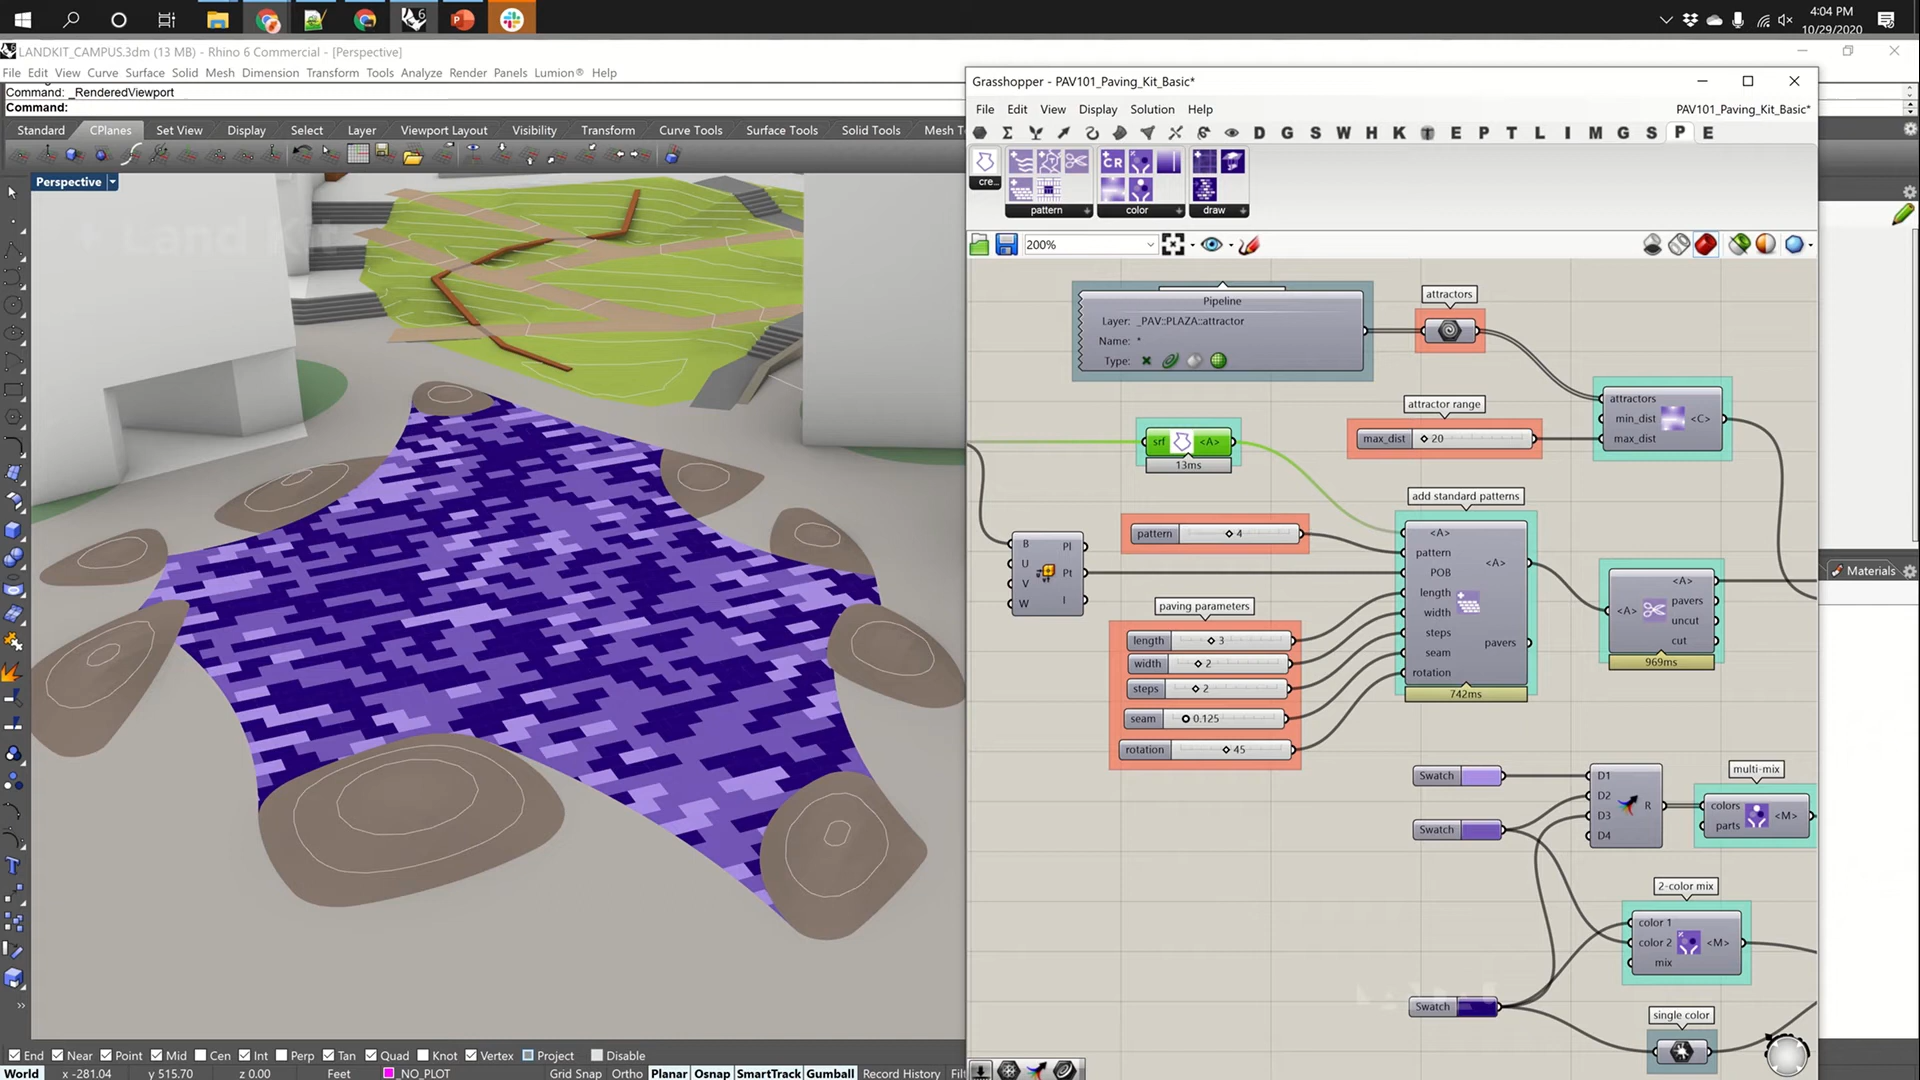 4:04 PM
10/29/2020
LANDKIT_CAMPUS.3dm (13 MB) - Rhino 6 Commercial - [Perspective]
File Edit View Curve Surface Solid Mesh Dimension Transform Tools Analyze Render Panels Lumion® Help
Command: _RenderedViewport
Command:
Standard CPlanes Set View Display Select Layer Viewport Layout Visibility Transform Curve Tools Surface Tools Solid Tools Mesh T
Perspective
Land Kit
Grasshopper - PAV101_Paving_Kit_Basic*
File Edit View Display Solution Help
PAV101_Paving_Kit_Basic*
D G S W H K T E P T L I M G S P E
CR
cre...
pattern
color
draw
200%
Pipeline
Layer: _PAV::PLAZA::attractor
Name: *
Type:
attractors
attractors
min_dist
max_dist
<C>
attractor range
max_dist 20
srf <A>
13ms
add standard patterns
pattern 4
B
U
V
W
Pl
Pt
I
<A>
pattern
POB
length
width
steps
seam
rotation
<A>
pavers
742ms
paving parameters
length 3
width 2
steps 2
seam 0.125
rotation 45
<A>
<A>
pavers
uncut
cut
969ms
Swatch
Swatch
Swatch
D1
D2
D3
D4
R
multi-mix
colors
parts
<M>
2-color mix
color 1
color 2
mix
<M>
single color
Materials
End Near Point Mid Cen Int Perp Tan Quad Knot Vertex Project Disable
World x -281.04 y 515.70 z 0.00 Feet _NO_PLOT Grid Snap Ortho Planar Osnap SmartTrack Gumball Record History Filt